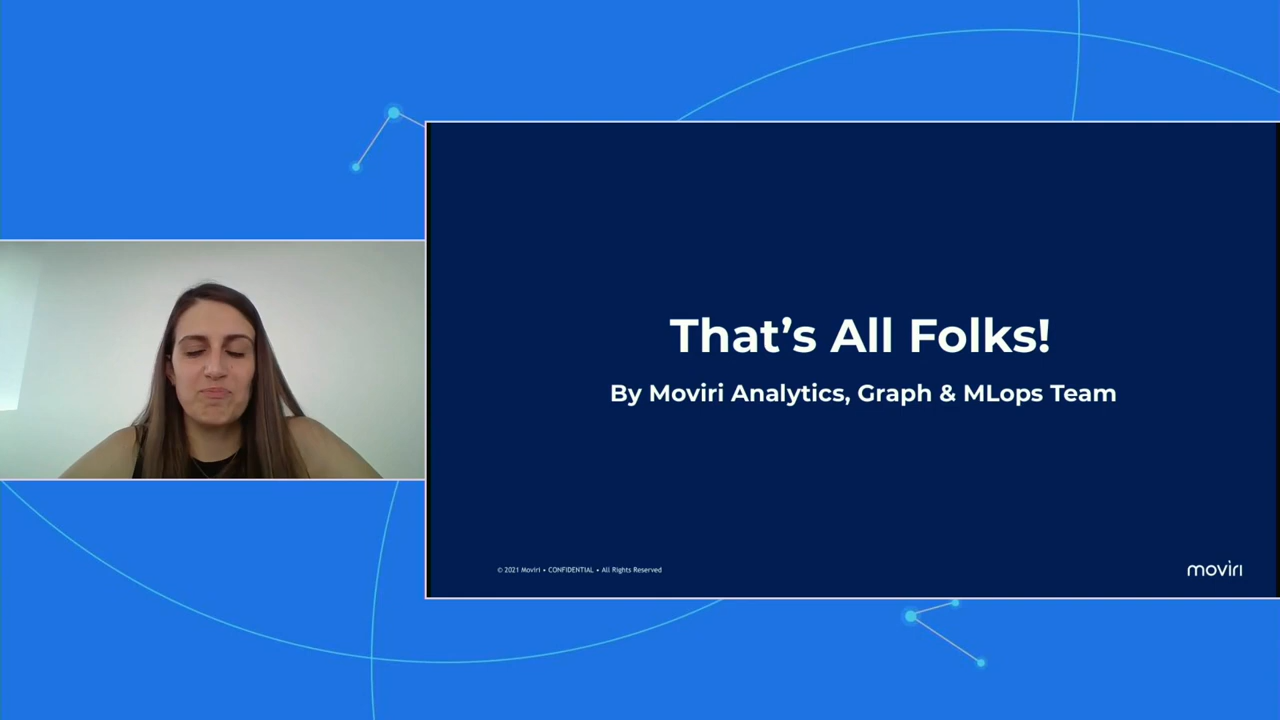 That's All Folks!
By Moviri Analytics, Graph & MLops Team
© 2021 Moviri • CONFIDENTIAL • All Rights Reserved
moviri